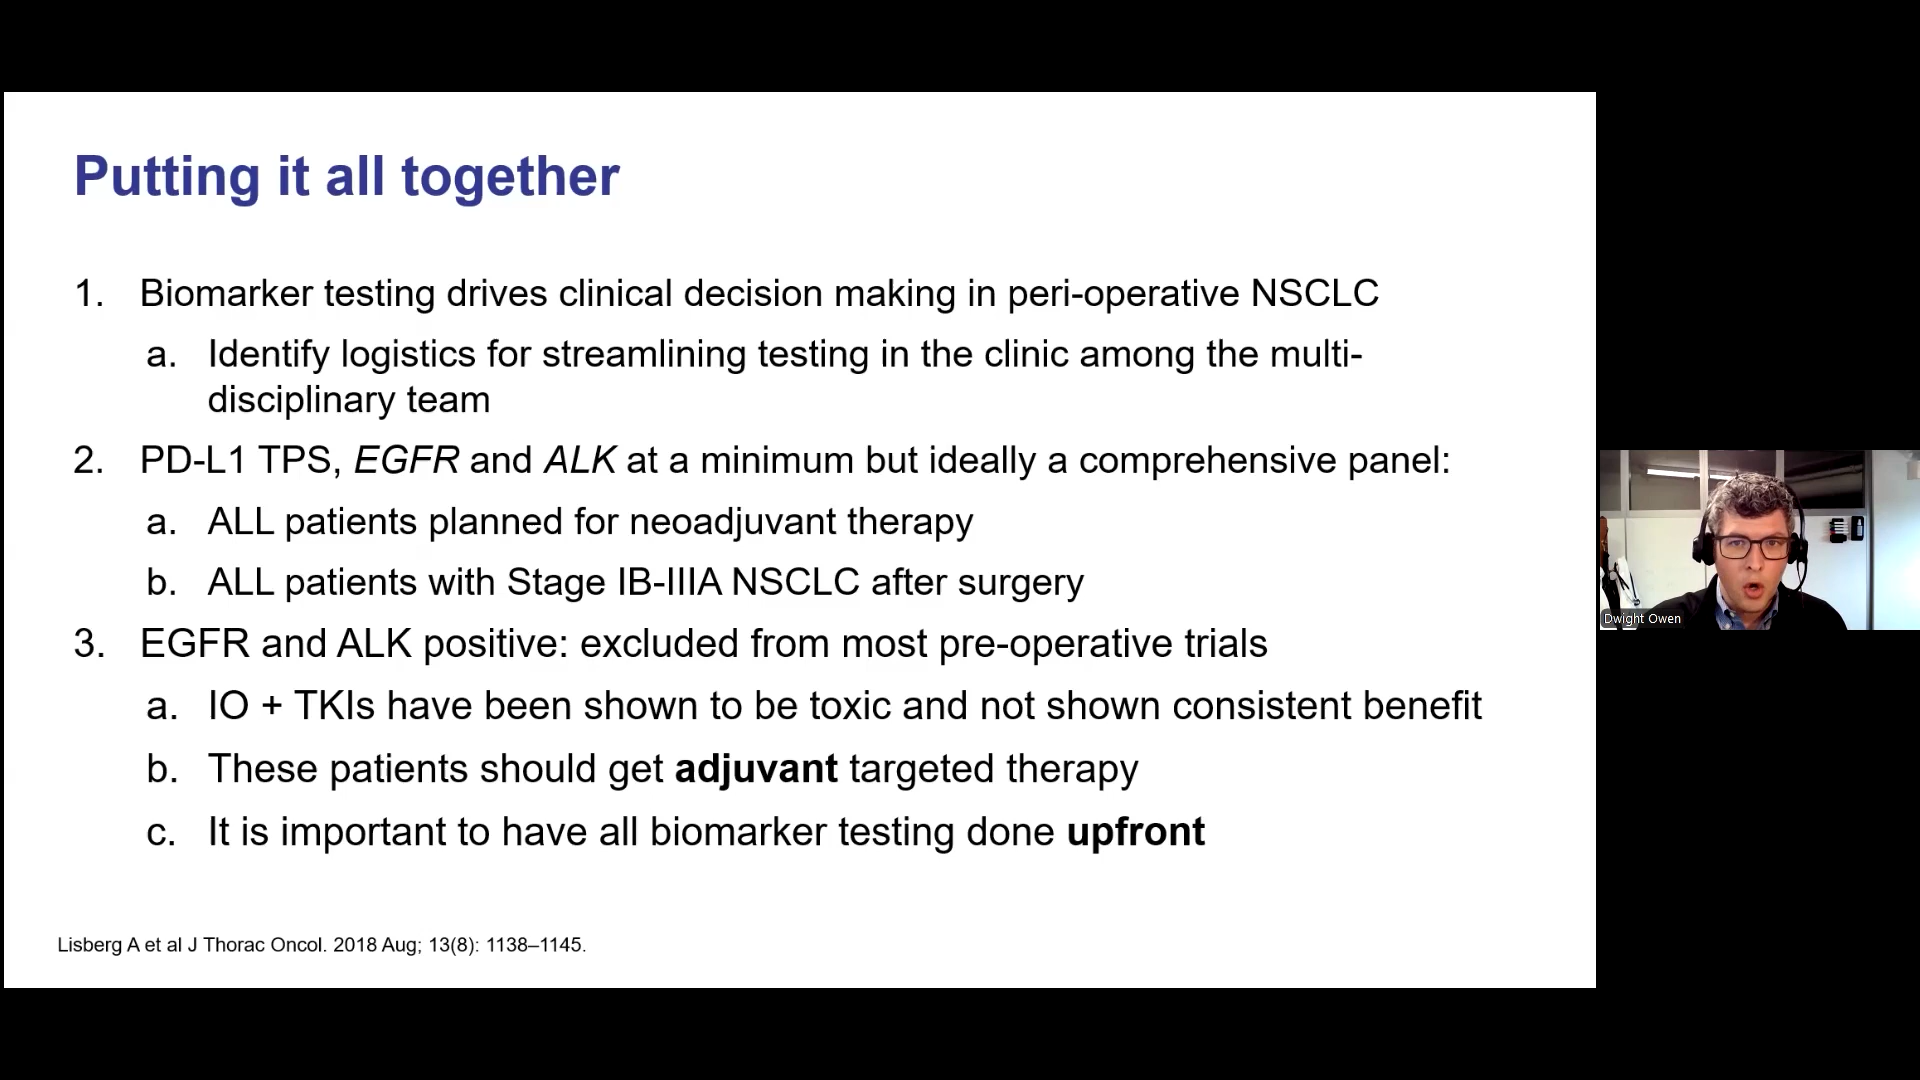 Putting it all together
1. Biomarker testing drives clinical decision making in peri-operative NSCLC
a. Identify logistics for streamlining testing in the clinic among the multi-
disciplinary team
2. PD-L1 TPS, EGFR and ALK at a minimum but ideally a comprehensive panel:
a. ALL patients planned for neoadjuvant therapy
b. ALL patients with Stage IB-IIIA NSCLC after surgery
3. EGFR and ALK positive: excluded from most pre-operative trials
a. IO + TKIs have been shown to be toxic and not shown consistent benefit
b. These patients should get adjuvant targeted therapy
c. It is important to have all biomarker testing done upfront
Lisberg A et al J Thorac Oncol. 2018 Aug; 13(8): 1138–1145.
Dwight Owen